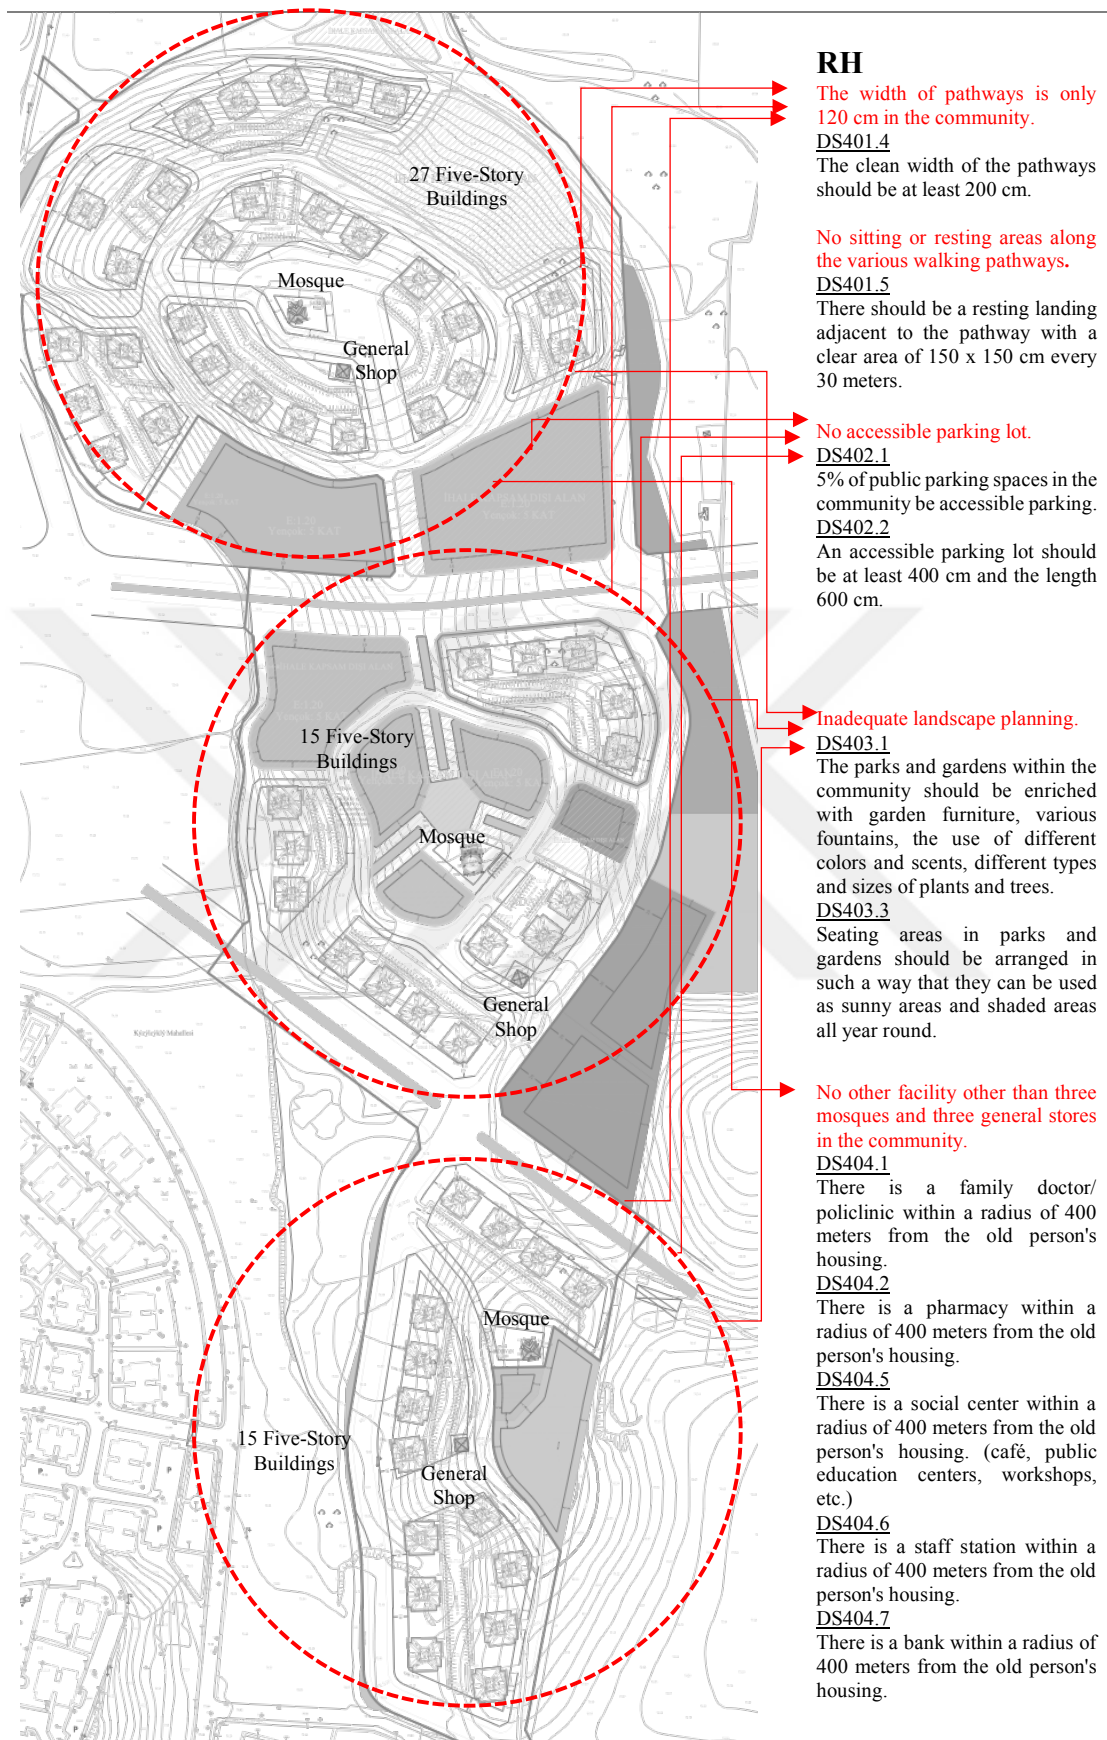 27 Five-Story
Buildings
Mosque
General
Shop
15 Five-Story
Buildings
Mosque
General
Shop
Mosque
15 Five-Story
Buildings
General
Shop
RH
The width of pathways is only
120 cm in the community.
DS401.4
The clean width of the pathways
should be at least 200 cm.
No sitting or resting areas along
the various walking pathways.
DS401.5
There should be a resting landing
adjacent to the pathway with a
clear area of 150 x 150 cm every
30 meters.
No accessible parking lot.
DS402.1
5% of public parking spaces in the
community be accessible parking.
DS402.2
An accessible parking lot should
be at least 400 cm and the length
600 cm.
Inadequate landscape planning.
DS403.1
The parks and gardens within the
community should be enriched
with garden furniture, various
fountains, the use of different
colors and scents, different types
and sizes of plants and trees.
DS403.3
Seating areas in parks and
gardens should be arranged in
such a way that they can be used
as sunny areas and shaded areas
all year round.
No other facility other than three
mosques and three general stores
in the community.
DS404.1
There is a family doctor/
policlinic within a radius of 400
meters from the old person's
housing.
DS404.2
There is a pharmacy within a
radius of 400 meters from the old
person's housing.
DS404.5
There is a social center within a
radius of 400 meters from the old
person's housing. (café, public
education centers, workshops,
etc.)
DS404.6
There is a staff station within a
radius of 400 meters from the old
person's housing.
DS404.7
There is a bank within a radius of
400 meters from the old person's
housing.